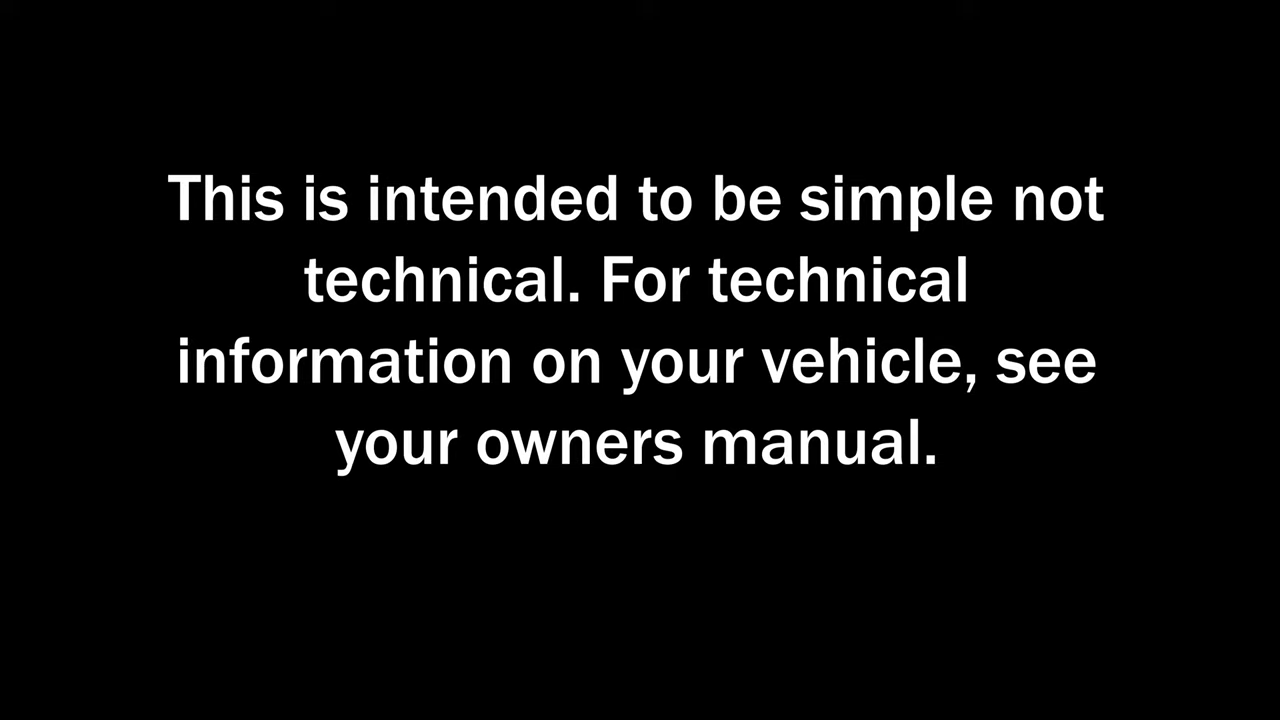 This is intended to be simple not
technical. For technical
information on your vehicle, see
your owners manual.